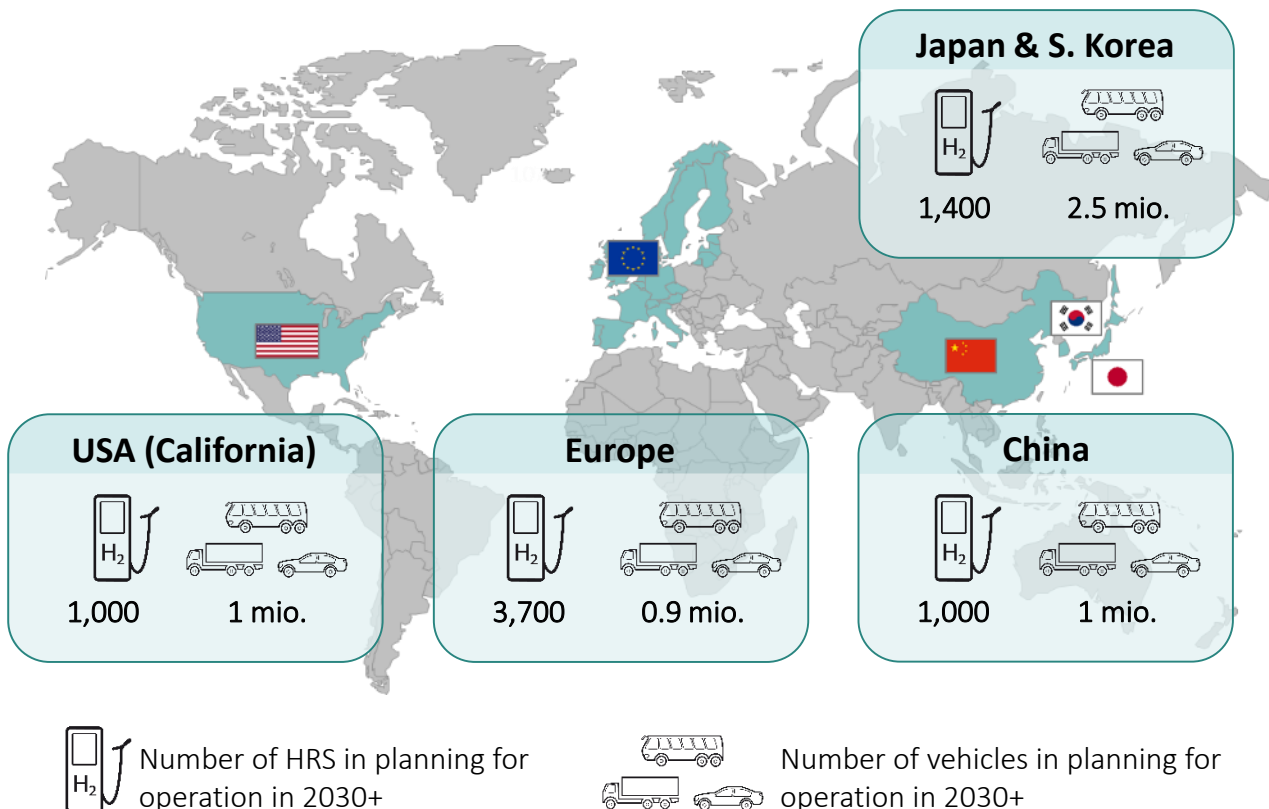 Japan & S. Korea
H2
1,400 2.5 mio.
USA (California)
H2
1,000 1 mio.
Europe
H2
3,700 0.9 mio.
China
H2
1,000 1 mio.
H2
Number of HRS in planning for
operation in 2030+
Number of vehicles in planning for
operation in 2030+